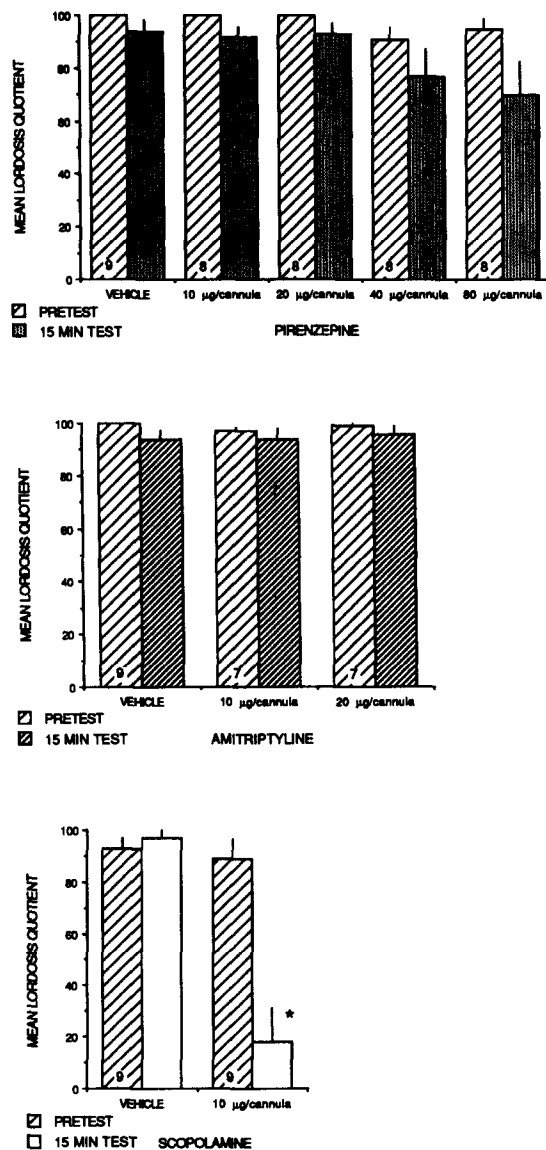 100
80
60
40
20
0
MEAN LORDOSIS QUOTIENT
9 8 8 8 8
VEHICLE 10 µg/cannula 20 µg/cannula 40 µg/cannula 80 µg/cannula
PRETEST
15 MIN TEST PIRENZEPINE
100
80
60
40
20
0
MEAN LORDOSIS QUOTIENT
9 7 7
VEHICLE 10 µg/cannula 20 µg/cannula
PRETEST
15 MIN TEST AMITRIPTYLINE
100
80
60
40
20
0
MEAN LORDOSIS QUOTIENT
*
9 9
VEHICLE 10 µg/cannula
PRETEST
15 MIN TEST SCOPOLAMINE